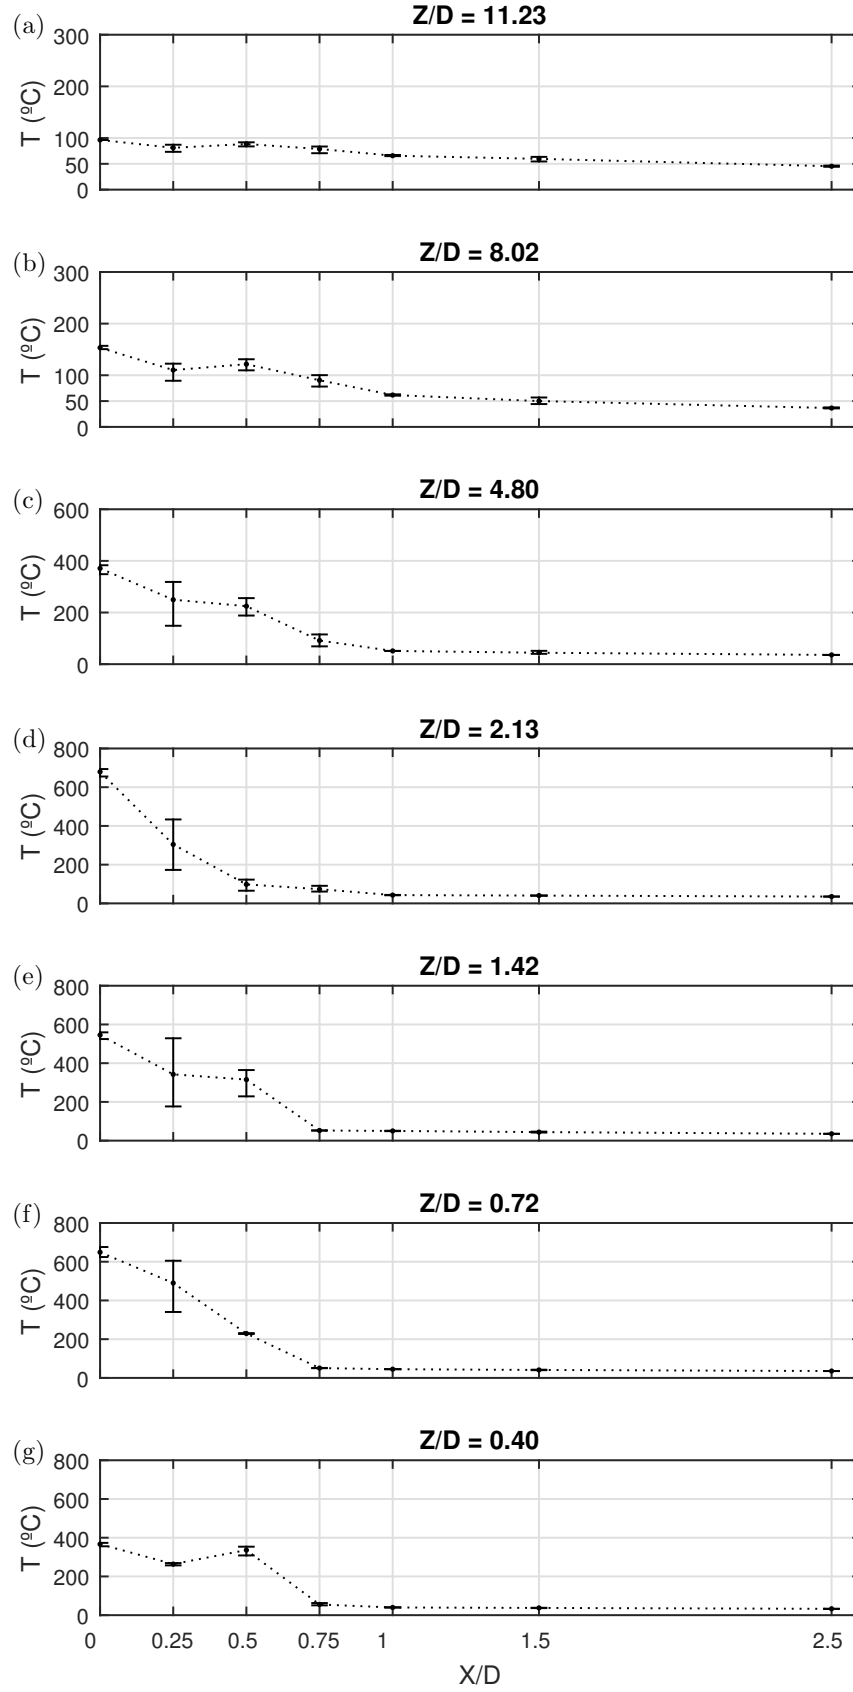 (a)
Z/D = 11.23
300
200
100
50
0
T (ºC)
(b)
Z/D = 8.02
300
200
100
50
0
T (ºC)
(c)
Z/D = 4.80
600
400
200
0
T (ºC)
(d)
Z/D = 2.13
800
600
400
200
0
T (ºC)
(e)
Z/D = 1.42
800
600
400
200
0
T (ºC)
(f)
Z/D = 0.72
800
600
400
200
0
T (ºC)
(g)
Z/D = 0.40
800
600
400
200
0
T (ºC)
0 0.25 0.5 0.75 1 1.5 2.5
X/D